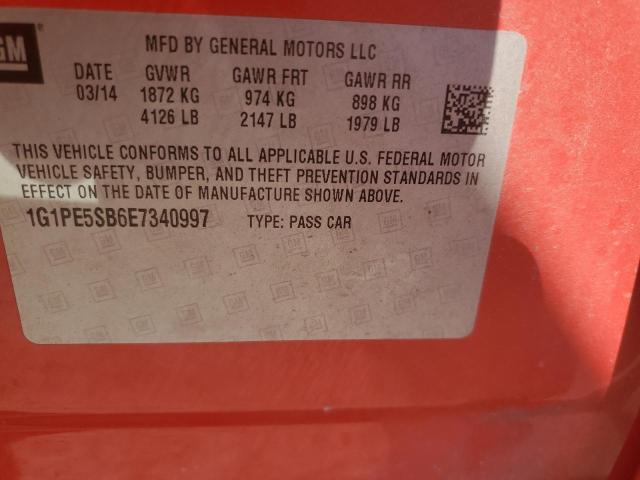 GM
MFD BY GENERAL MOTORS LLC
DATE GVWR GAWR FRT GAWR RR
03/14 1872 KG 974 KG 898 KG
4126 LB 2147 LB 1979 LB
THIS VEHICLE CONFORMS TO ALL APPLICABLE U.S. FEDERAL MOTOR
VEHICLE SAFETY, BUMPER, AND THEFT PREVENTION STANDARDS IN
EFFECT ON THE DATE OF MANUFACTURE SHOWN ABOVE.
1G1PE5SB6E7340997 TYPE: PASS CAR